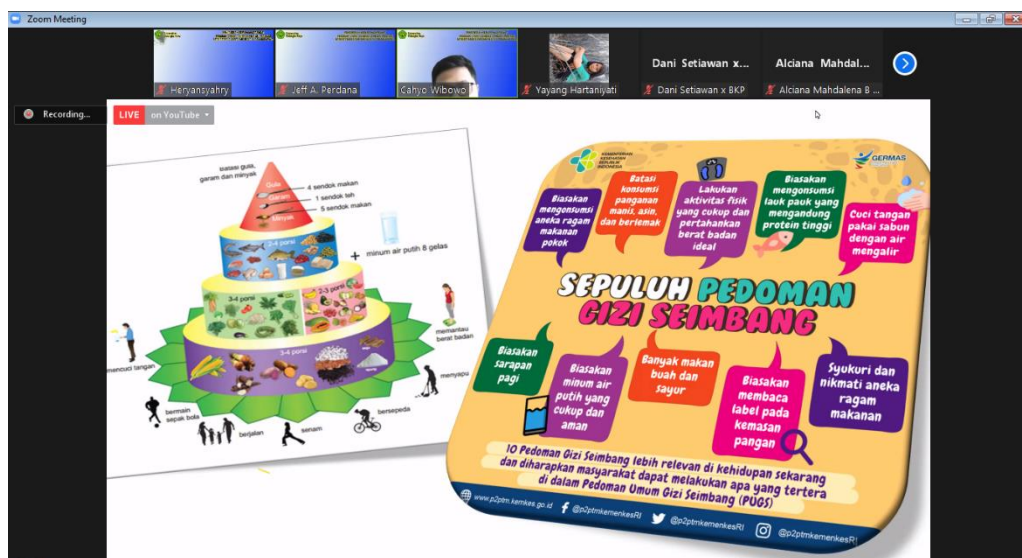 Zoom Meeting
Heryansyahry
Jeff A. Perdana
Cahyo Wibowo
Yayang Hartaniyati
Dani Setiawan x...
Dani Setiawan x BKP
Alciana Mahdal...
Alciana Mahdalena B ...
Recording...
LIVE on YouTube
batasi gula,
garam dan minyak
Gula
Garam
Minyak
4 sendok makan
1 sendok teh
5 sendok makan
2-4 porsi
+ minum air putih 8 gelas
3-4 porsi
2-3 porsi
3-4 porsi
mencuci tangan
memantau
berat badan
menyapu
bermain
sepak bola
berjalan
senam
bersepeda
KEMENTERIAN
KESEHATAN
REPUBLIK
INDONESIA
GERMAS
Biasakan
mengonsumsi
aneka ragam
makanan
pokok
Batasi
konsumsi
panganan
manis, asin,
dan berlemak
Lakukan
aktivitas fisik
yang cukup dan
pertahankan
berat badan
ideal
Biasakan
mengonsumsi
lauk pauk yang
mengandung
protein tinggi
Cuci tangan
pakai sabun
dengan air
mengalir
SEPULUH PEDOMAN
GIZI SEIMBANG
Biasakan
sarapan
pagi
Biasakan
minum air
putih yang
cukup dan
aman
Banyak makan
buah dan
sayur
Biasakan
membaca
label pada
kemasan
pangan
Syukuri dan
nikmati aneka
ragam
makanan
10 Pedoman Gizi Seimbang lebih relevan di kehidupan sekarang
dan diharapkan masyarakat dapat melakukan apa yang tertera
di dalam Pedoman Umum Gizi Seimbang (PUGS)
www.p2ptm.kemkes.go.id @p2ptmkemenkesRI @p2ptmkemenkesRI @p2ptmkemenkesRI